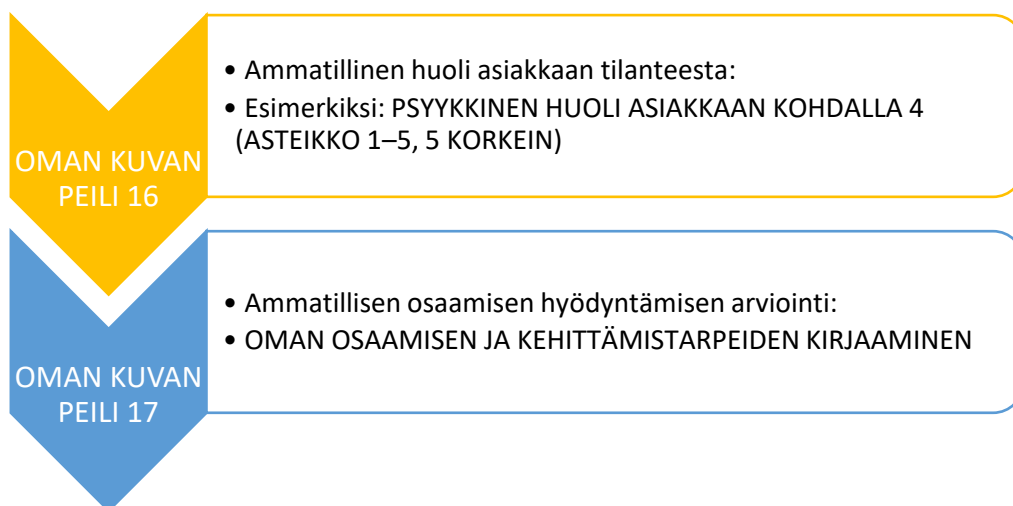 OMAN KUVAN
PEILI 16
• Ammatillinen huoli asiakkaan tilanteesta:
• Esimerkiksi: PSYYKKINEN HUOLI ASIAKKAAN KOHDALLA 4
(ASTEIKKO 1–5, 5 KORKEIN)
OMAN KUVAN
PEILI 17
• Ammatillisen osaamisen hyödyntämisen arviointi:
• OMAN OSAAMISEN JA KEHITTÄMISTARPEIDEN KIRJAAMINEN